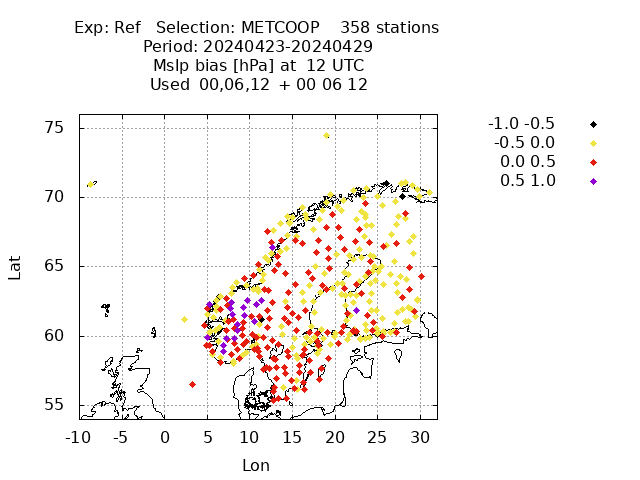 Exp: Ref   Selection: METCOOP    358 stations
Period: 20240423-20240429
Mslp bias [hPa] at  12 UTC
Used 00,06,12  + 00 06 12
-1.0 -0.5
-0.5 0.0
0.0 0.5
0.5 1.0
75
70
65
60
55
Lat
-10 -5 0 5 10 15 20 25 30
Lon